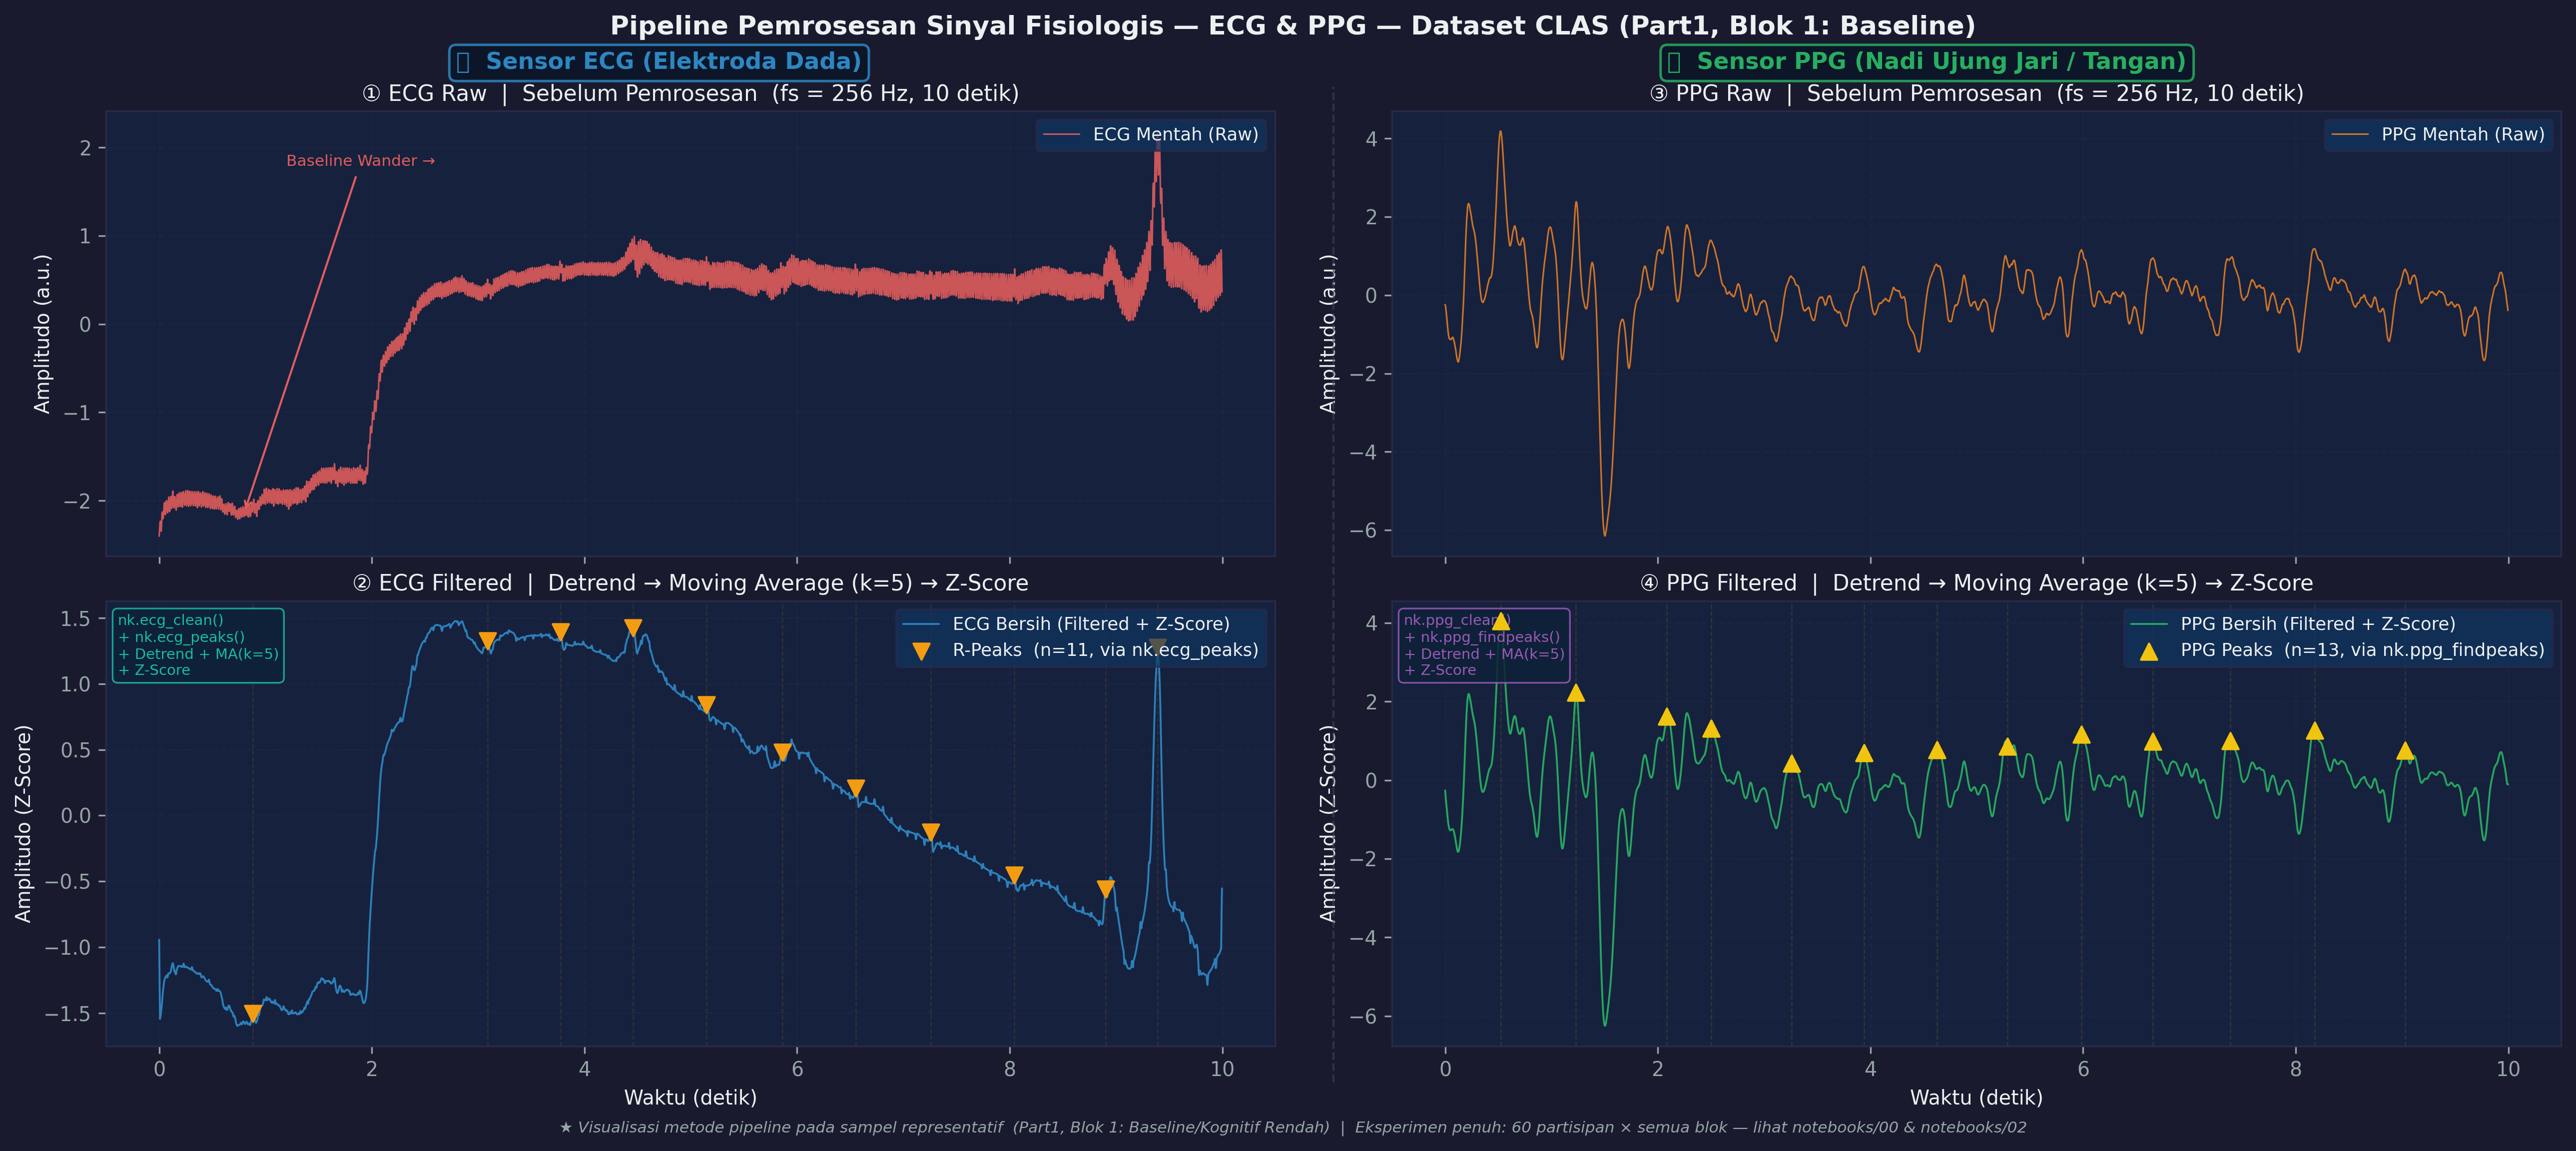 Pipeline Pemrosesan Sinyal Fisiologis — ECG & PPG — Dataset CLAS (Part1, Blok 1: Baseline)
Sensor ECG (Elektroda Dada)
① ECG Raw | Sebelum Pemrosesan (fs = 256 Hz, 10 detik)
ECG Mentah (Raw)
Baseline Wander →
Amplitudo (a.u.)
2
1
0
−1
−2
Sensor PPG (Nadi Ujung Jari / Tangan)
③ PPG Raw | Sebelum Pemrosesan (fs = 256 Hz, 10 detik)
PPG Mentah (Raw)
Amplitudo (a.u.)
4
2
0
−2
−4
−6
② ECG Filtered | Detrend → Moving Average (k=5) → Z-Score
nk.ecg_clean()
+ nk.ecg_peaks()
+ Detrend + MA(k=5)
+ Z-Score
ECG Bersih (Filtered + Z-Score)
R-Peaks (n=11, via nk.ecg_peaks)
Amplitudo (Z-Score)
1.5
1.0
0.5
0.0
−0.5
−1.0
−1.5
0 2 4 6 8 10
Waktu (detik)
④ PPG Filtered | Detrend → Moving Average (k=5) → Z-Score
nk.ppg_clean()
+ nk.ppg_findpeaks()
+ Detrend + MA(k=5)
+ Z-Score
PPG Bersih (Filtered + Z-Score)
PPG Peaks (n=13, via nk.ppg_findpeaks)
Amplitudo (Z-Score)
4
2
0
−2
−4
−6
0 2 4 6 8 10
Waktu (detik)
★ Visualisasi metode pipeline pada sampel representatif (Part1, Blok 1: Baseline/Kognitif Rendah) | Eksperimen penuh: 60 partisipan × semua blok — lihat notebooks/00 & notebooks/02